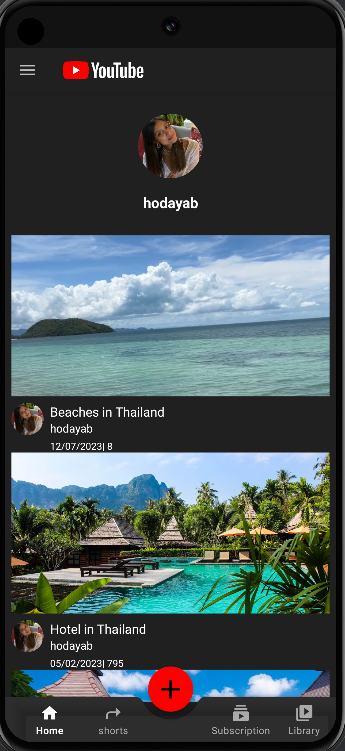 YouTube
hodayab
Beaches in Thailand
hodayab
12/07/2023| 8
Hotel in Thailand
hodayab
05/02/2023| 795
Home
shorts
Subscription
Library